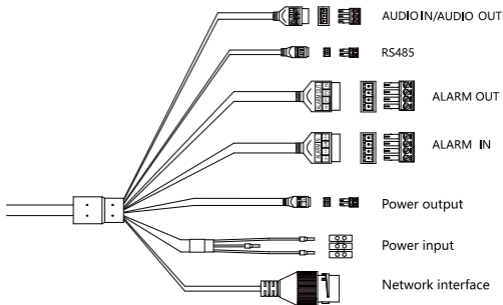 AUDIO IN/AUDIO OUT
RS485
ALARM OUT
ALARM IN
Power output
Power input
Network interface